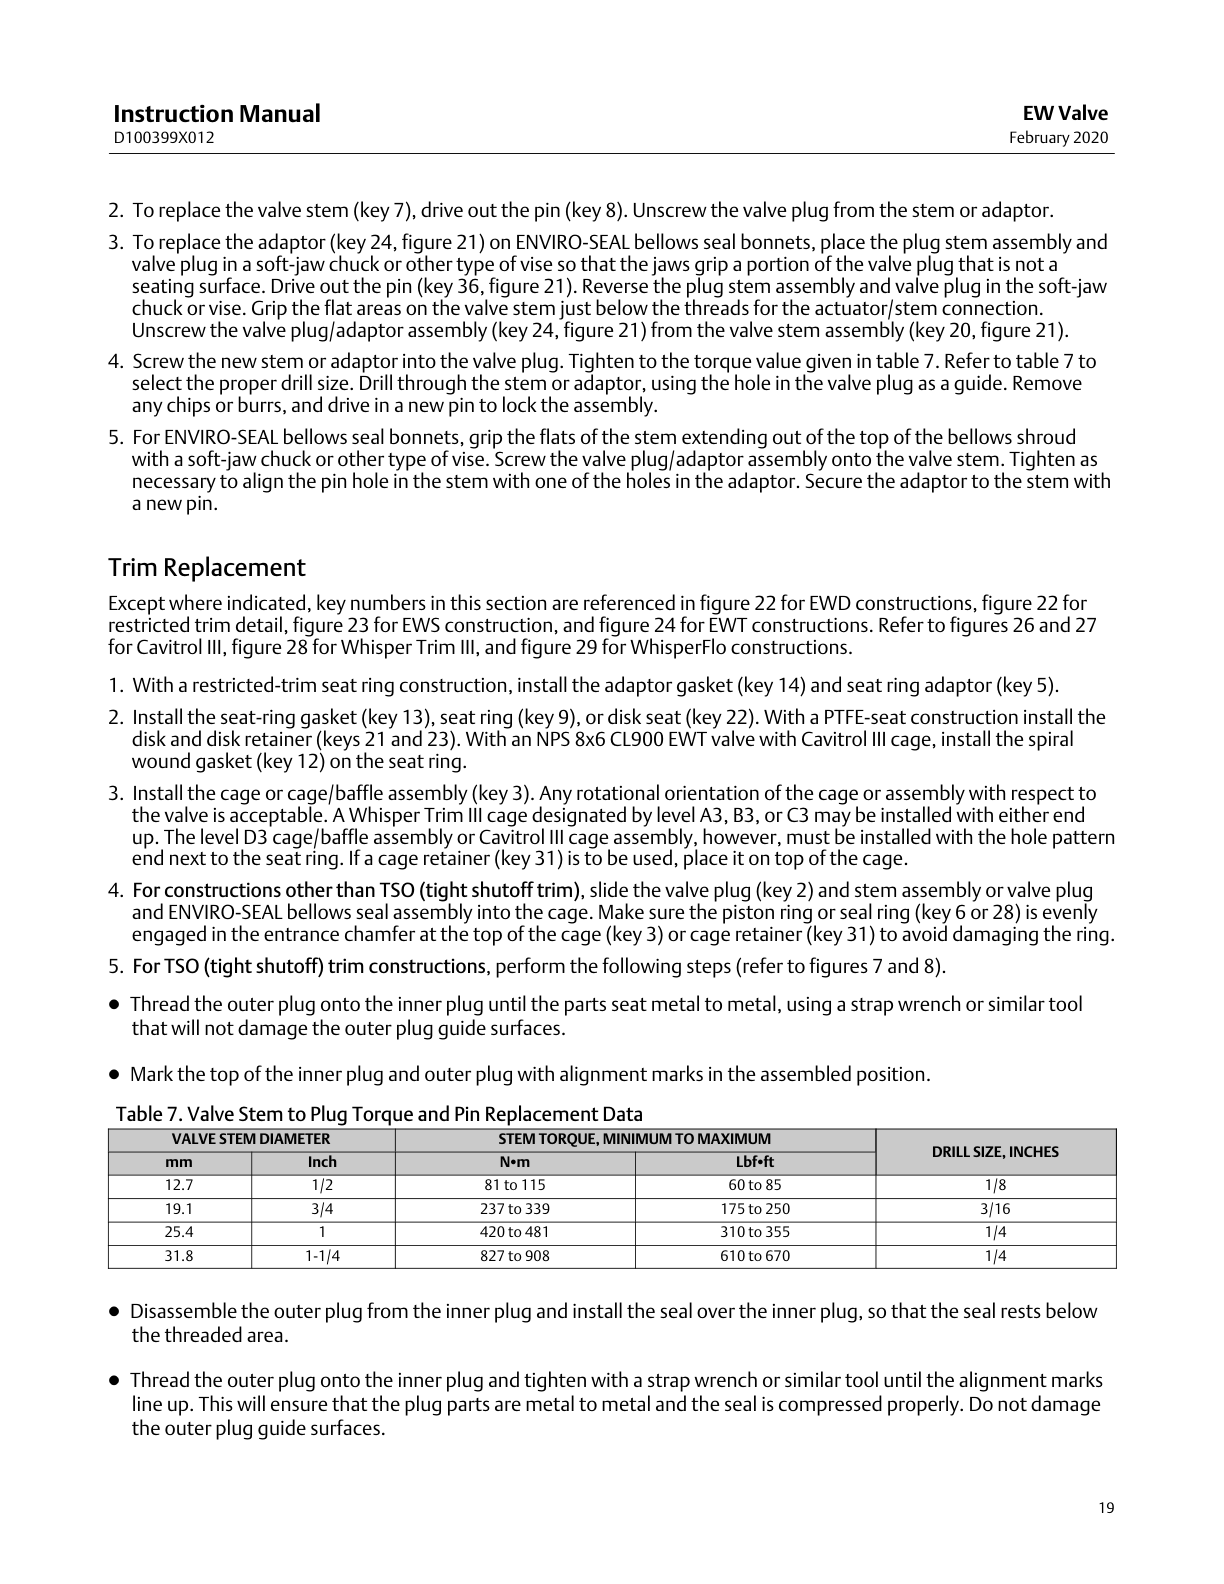 Instruction Manual
D100399X012
EW Valve
February 2020
2. To replace the valve stem (key 7), drive out the pin (key 8). Unscrew the valve plug from the stem or adaptor.
3. To replace the adaptor (key 24, figure 21) on ENVIRO-SEAL bellows seal bonnets, place the plug stem assembly and
valve plug in a soft-jaw chuck or other type of vise so that the jaws grip a portion of the valve plug that is not a
seating surface. Drive out the pin (key 36, figure 21). Reverse the plug stem assembly and valve plug in the soft-jaw
chuck or vise. Grip the flat areas on the valve stem just below the threads for the actuator/stem connection.
Unscrew the valve plug/adaptor assembly (key 24, figure 21) from the valve stem assembly (key 20, figure 21).
4. Screw the new stem or adaptor into the valve plug. Tighten to the torque value given in table 7. Refer to table 7 to
select the proper drill size. Drill through the stem or adaptor, using the hole in the valve plug as a guide. Remove
any chips or burrs, and drive in a new pin to lock the assembly.
5. For ENVIRO-SEAL bellows seal bonnets, grip the flats of the stem extending out of the top of the bellows shroud
with a soft-jaw chuck or other type of vise. Screw the valve plug/adaptor assembly onto the valve stem. Tighten as
necessary to align the pin hole in the stem with one of the holes in the adaptor. Secure the adaptor to the stem with
a new pin.
Trim Replacement
Except where indicated, key numbers in this section are referenced in figure 22 for EWD constructions, figure 22 for
restricted trim detail, figure 23 for EWS construction, and figure 24 for EWT constructions. Refer to figures 26 and 27
for Cavitrol III, figure 28 for Whisper Trim III, and figure 29 for WhisperFlo constructions.
1. With a restricted-trim seat ring construction, install the adaptor gasket (key 14) and seat ring adaptor (key 5).
2. Install the seat-ring gasket (key 13), seat ring (key 9), or disk seat (key 22). With a PTFE-seat construction install the
disk and disk retainer (keys 21 and 23). With an NPS 8x6 CL900 EWT valve with Cavitrol III cage, install the spiral
wound gasket (key 12) on the seat ring.
3. Install the cage or cage/baffle assembly (key 3). Any rotational orientation of the cage or assembly with respect to
the valve is acceptable. A Whisper Trim III cage designated by level A3, B3, or C3 may be installed with either end
up. The level D3 cage/baffle assembly or Cavitrol III cage assembly, however, must be installed with the hole pattern
end next to the seat ring. If a cage retainer (key 31) is to be used, place it on top of the cage.
4. For constructions other than TSO (tight shutoff trim), slide the valve plug (key 2) and stem assembly or valve plug
and ENVIRO-SEAL bellows seal assembly into the cage. Make sure the piston ring or seal ring (key 6 or 28) is evenly
engaged in the entrance chamfer at the top of the cage (key 3) or cage retainer (key 31) to avoid damaging the ring.
5. For TSO (tight shutoff) trim constructions, perform the following steps (refer to figures 7 and 8).
● Thread the outer plug onto the inner plug until the parts seat metal to metal, using a strap wrench or similar tool
that will not damage the outer plug guide surfaces.
● Mark the top of the inner plug and outer plug with alignment marks in the assembled position.
Table 7. Valve Stem to Plug Torque and Pin Replacement Data
VALVE STEM DIAMETER STEM TORQUE, MINIMUM TO MAXIMUM DRILL SIZE, INCHES
mm Inch N•m Lbf•ft
12.7 1/2 81 to 115 60 to 85 1/8
19.1 3/4 237 to 339 175 to 250 3/16
25.4 1 420 to 481 310 to 355 1/4
31.8 1-1/4 827 to 908 610 to 670 1/4
● Disassemble the outer plug from the inner plug and install the seal over the inner plug, so that the seal rests below
the threaded area.
● Thread the outer plug onto the inner plug and tighten with a strap wrench or similar tool until the alignment marks
line up. This will ensure that the plug parts are metal to metal and the seal is compressed properly. Do not damage
the outer plug guide surfaces.
19